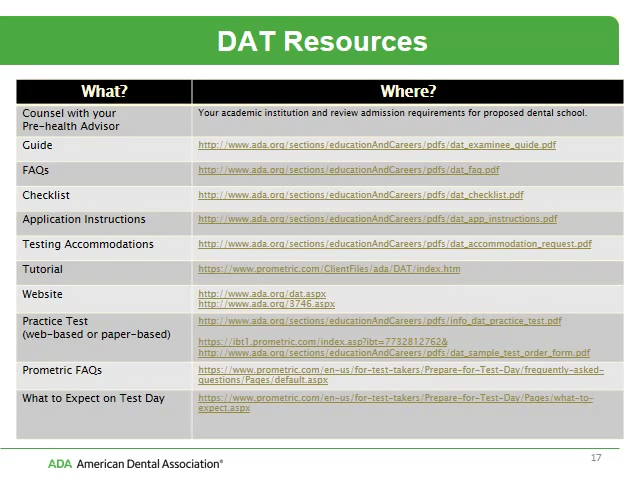 DAT Resources
What?
Where?
Counsel with your
Pre-health Advisor
Your academic institution and review admission requirements for proposed dental school.
Guide
http://www.ada.org/sections/educationAndCareers/pdfs/dat_examinee_guide.pdf
FAQs
http://www.ada.org/sections/educationAndCareers/pdfs/dat_faq.pdf
Checklist
http://www.ada.org/sections/educationAndCareers/pdfs/dat_checklist.pdf
Application Instructions
http://www.ada.org/sections/educationAndCareers/pdfs/dat_app_instructions.pdf
Testing Accommodations
http://www.ada.org/sections/educationAndCareers/pdfs/dat_accommodation_request.pdf
Tutorial
https://www.prometric.com/ClientFiles/ada/DAT/index.htm
Website
http://www.ada.org/dat.aspx
http://www.ada.org/3746.aspx
Practice Test
(web-based or paper-based)
http://www.ada.org/sections/educationAndCareers/pdfs/info_dat_practice_test.pdf
https://ibt1.prometric.com/index.asp?ibt=7732812762&
http://www.ada.org/sections/educationAndCareers/pdfs/dat_sample_test_order_form.pdf
Prometric FAQs
https://www.prometric.com/en-us/for-test-takers/Prepare-for-Test-Day/frequently-asked-
questions/Pages/default.aspx
What to Expect on Test Day
https://www.prometric.com/en-us/for-test-takers/Prepare-for-Test-Day/Pages/what-to-
expect.aspx
ADA American Dental Association®
17